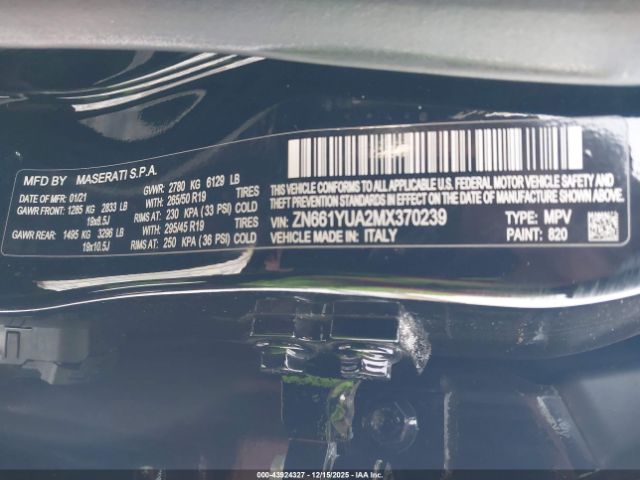 MFD BY MASERATI S.P.A.
DATE OF MFR 01/21 GVWR: 2780 KG 6129 LB
GAWR FRONT: 1285 KG 2833 LB WITH 265/50 R19 TIRES
19x8.5J RIMS AT: 230 KPA (33 PSI) COLD
GAWR REAR: 1495 KG 3296 LB WITH 295/45 R19 TIRES
19x10.5J RIMS AT: 250 KPA (36 PSI) COLD
THIS VEHICLE CONFORMS TO ALL APPLICABLE U.S. FEDERAL MOTOR VEHICLE
SAFETY, BUMPER, AND THEFT PREVENTION STANDARDS IN EFFECT ON THE DATE OF
MANUFACTURE SHOWN ABOVE.
VIN: ZN661YUA2MX370239 TYPE: MPV
MADE IN: ITALY PAINT: 820
00-43924327 - 12/15/2025 - IAAI.COM